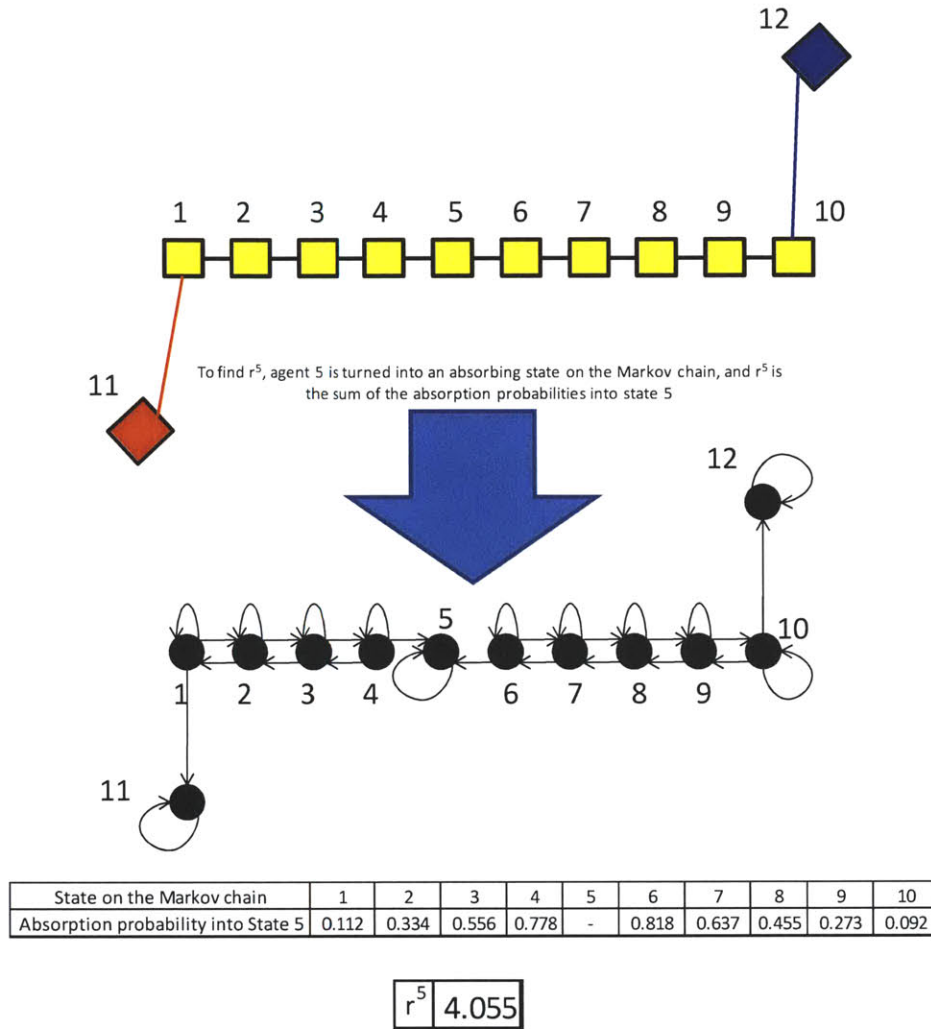 12
1 2 3 4 5 6 7 8 9 10
11
To find r⁵, agent 5 is turned into an absorbing state on the Markov chain, and r⁵ is
the sum of the absorption probabilities into state 5
12
5
10
1 2 3 4 6 7 8 9
11
State on the Markov chain 1 2 3 4 5 6 7 8 9 10
Absorption probability into State 5 0.112 0.334 0.556 0.778 - 0.818 0.637 0.455 0.273 0.092
r⁵ 4.055